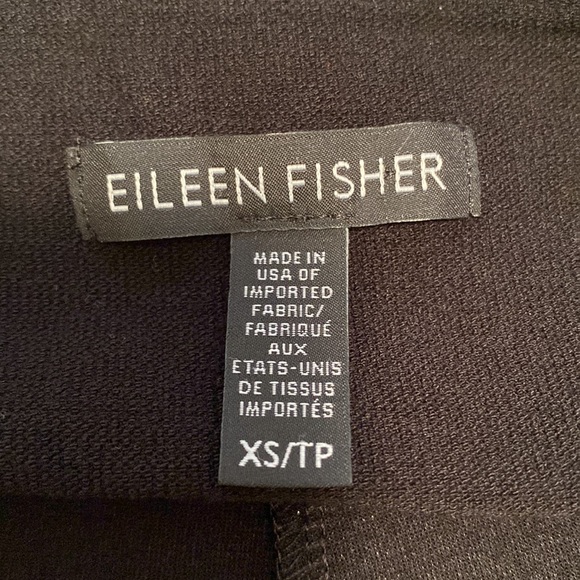 EILEEN FISHER
MADE IN
USA OF
IMPORTED
FABRIC/
FABRIQUÉ
AUX
ETATS-UNIS
DE TISSUS
IMPORTÉS
XS/TP